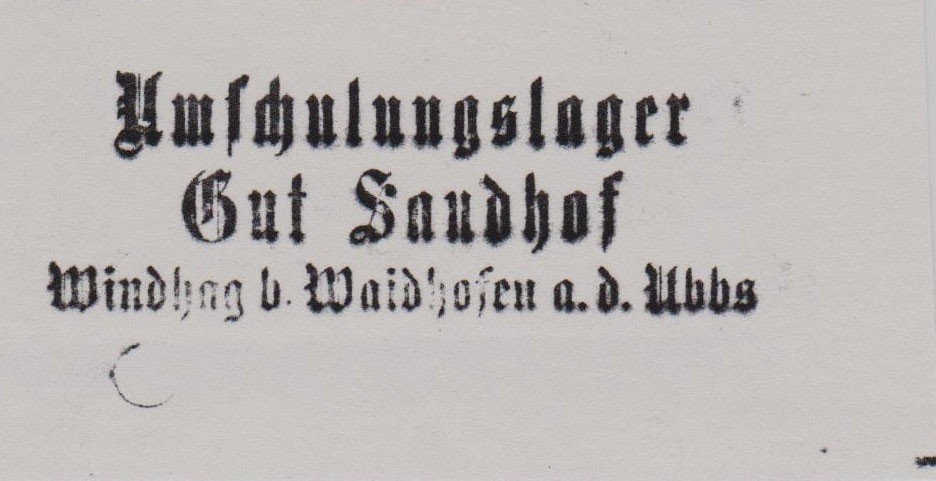 Umschulungslager
Gut Sandhof
Windhag b. Waidhofen a. d. Ybbs